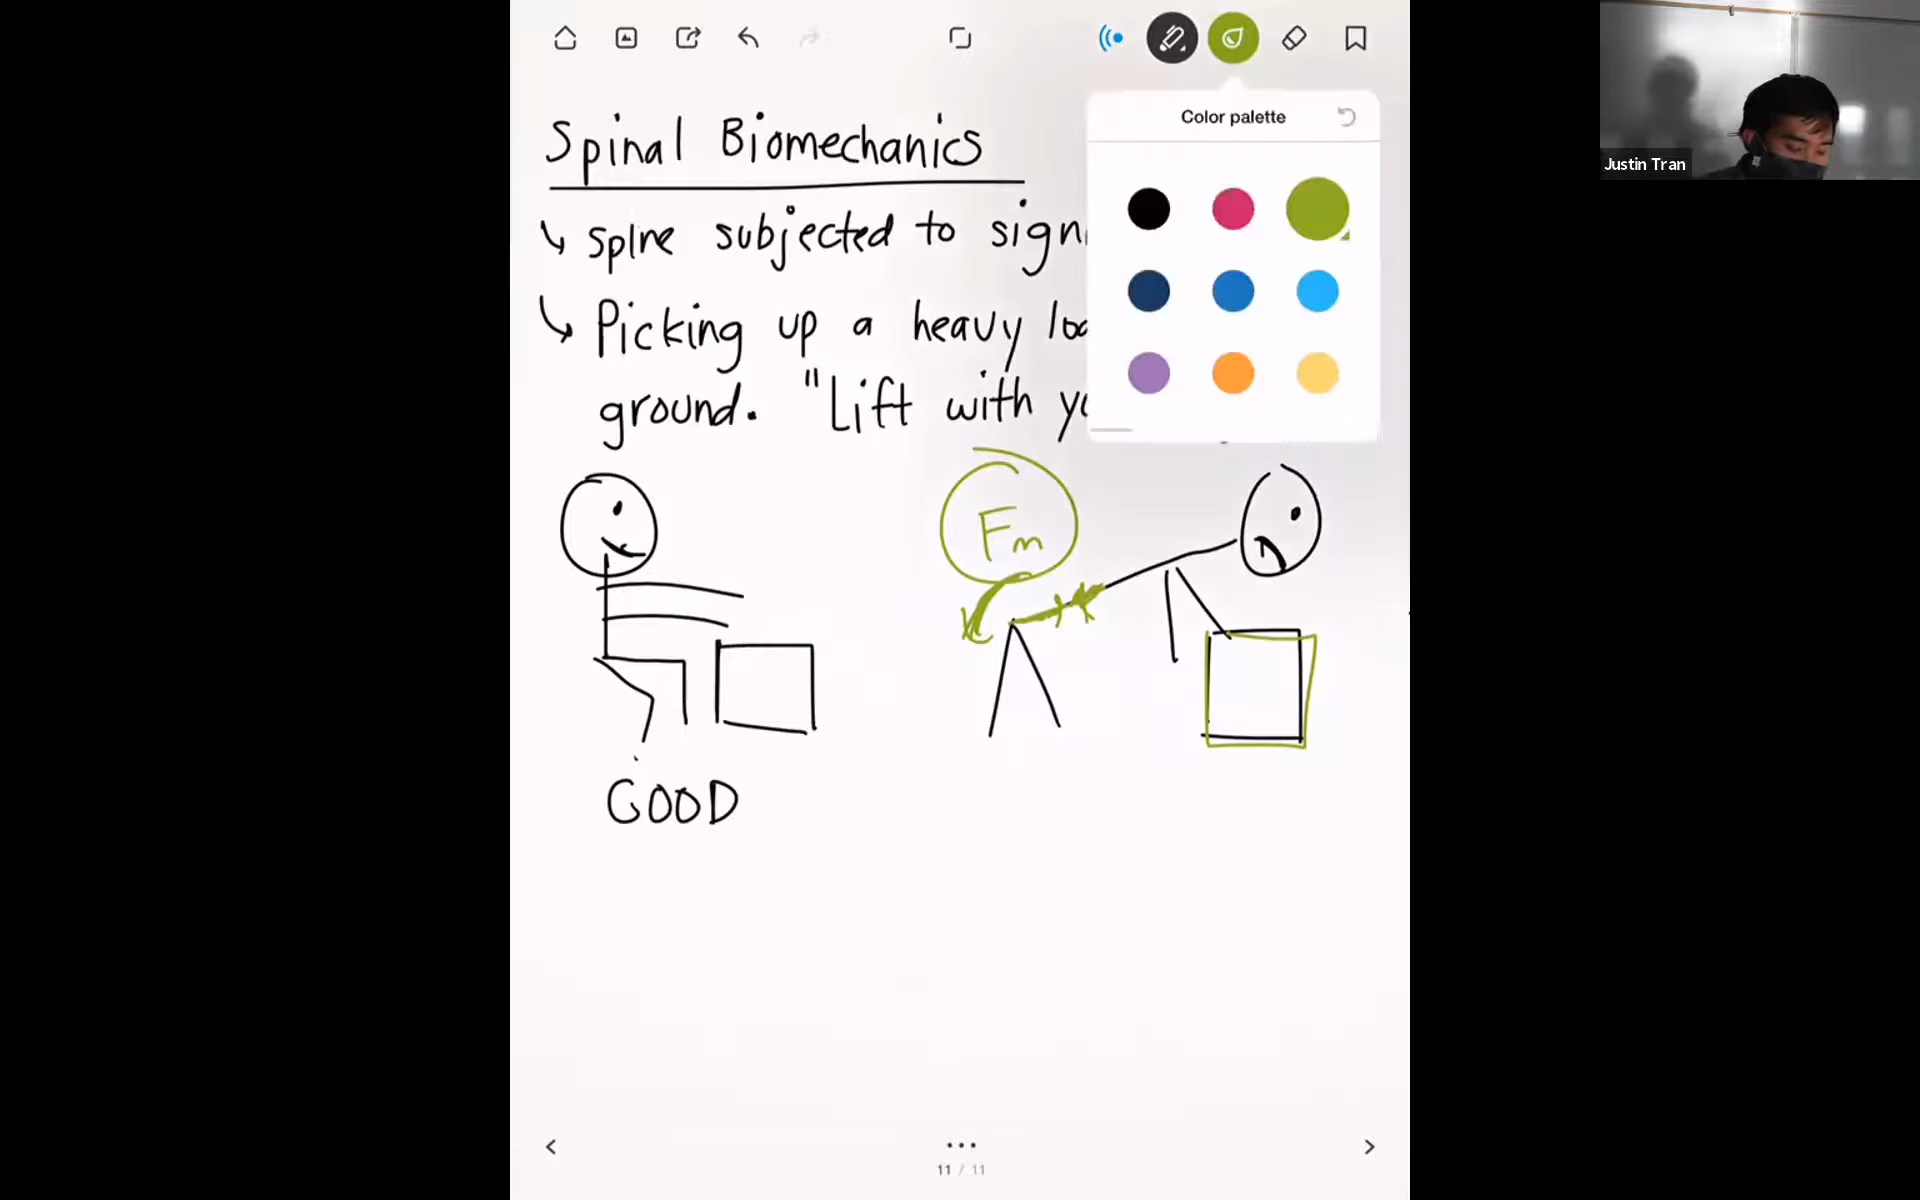 Color palette
Spinal Biomechanics
↳ Spine subjected to sign
↳ Picking up a heavy
ground. "Lift with
Fm
GOOD
11 / 11
Justin Tran